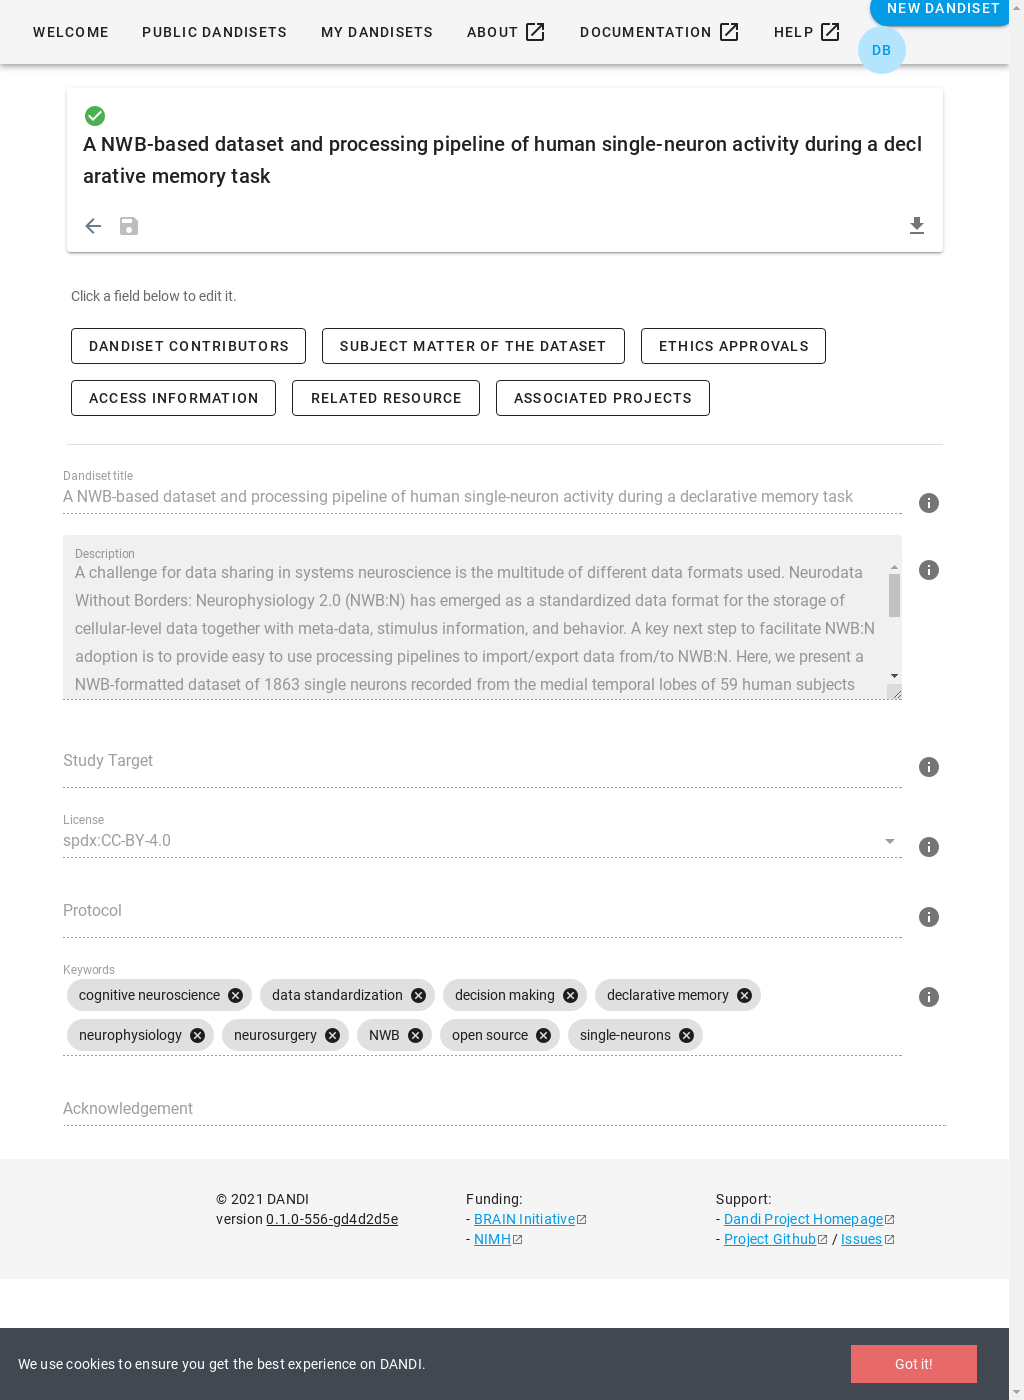 WELCOME
PUBLIC DANDISETS
MY DANDISETS
ABOUT
DOCUMENTATION
HELP
NEW DANDISET
DB
A NWB-based dataset and processing pipeline of human single-neuron activity during a decl
arative memory task
Click a field below to edit it.
DANDISET CONTRIBUTORS
SUBJECT MATTER OF THE DATASET
ETHICS APPROVALS
ACCESS INFORMATION
RELATED RESOURCE
ASSOCIATED PROJECTS
Dandiset title
A NWB-based dataset and processing pipeline of human single-neuron activity during a declarative memory task
Description
A challenge for data sharing in systems neuroscience is the multitude of different data formats used. Neurodata
Without Borders: Neurophysiology 2.0 (NWB:N) has emerged as a standardized data format for the storage of
cellular-level data together with meta-data, stimulus information, and behavior. A key next step to facilitate NWB:N
adoption is to provide easy to use processing pipelines to import/export data from/to NWB:N. Here, we present a
NWB-formatted dataset of 1863 single neurons recorded from the medial temporal lobes of 59 human subjects
Study Target
License
spdx:CC-BY-4.0
Protocol
Keywords
cognitive neuroscience
data standardization
decision making
declarative memory
neurophysiology
neurosurgery
NWB
open source
single-neurons
Acknowledgement
© 2021 DANDI
version 0.1.0-556-gd4d2d5e
Funding:
- BRAIN Initiative
- NIMH
Support:
- Dandi Project Homepage
- Project Github / Issues
We use cookies to ensure you get the best experience on DANDI.
Got it!